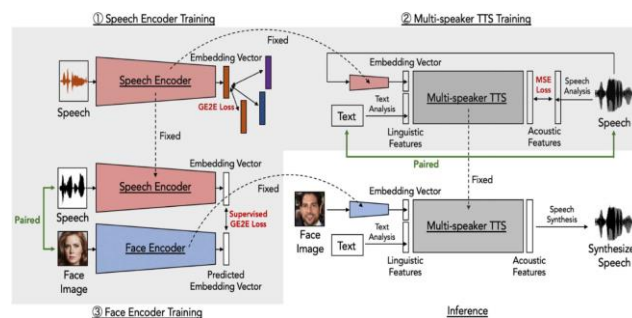 ① Speech Encoder Training
Embedding Vector
Fixed
Speech Encoder
GE2E Loss
Speech
Fixed
② Multi-speaker TTS Training
Embedding Vector
Multi-speaker TTS
MSE
Loss
Speech
Analysis
Text
Text
Analysis
Linguistic
Features
Acoustic
Features
Speech
Paired
Fixed
Embedding Vector
Speech Encoder
Fixed
Speech
Paired
Supervised
GE2E Loss
Face Encoder
Face
Image
Predicted
Embedding Vector
③ Face Encoder Training
Embedding Vector
Face
Image
Text
Text
Analysis
Multi-speaker TTS
Speech
Synthesis
Linguistic
Features
Acoustic
Features
Synthesize
Speech
Inference